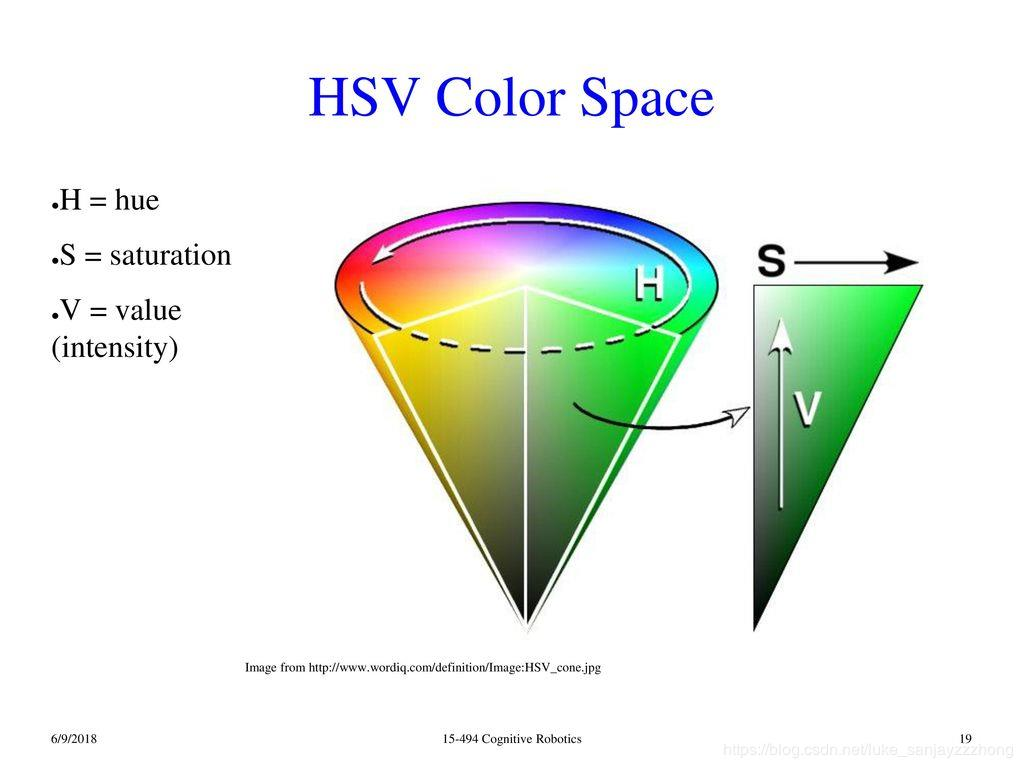 HSV Color Space
●H = hue
●S = saturation
●V = value
(intensity)
H
S
V
Image from http://www.wordiq.com/definition/Image:HSV_cone.jpg
6/9/2018
15-494 Cognitive Robotics
19
https://blog.csdn.net/luke_sanjayzzzhong